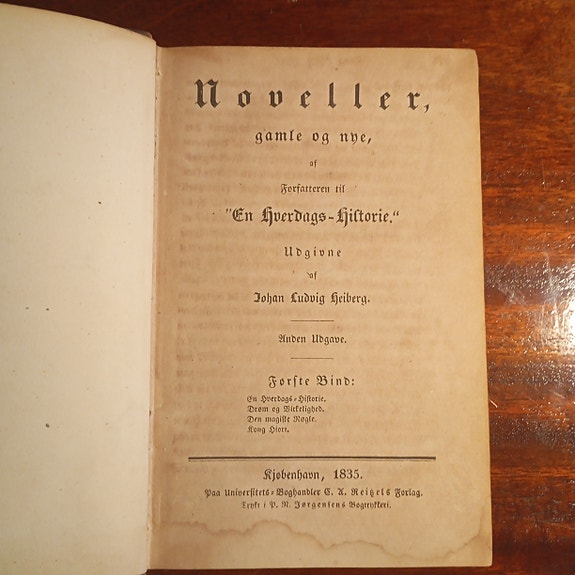 Noveller,
gamle og nye,
af
Forfatteren til
"En Hverdags-Historie."
Udgivne
af
Johan Ludvig Heiberg.
Anden Udgave.
Første Bind:
En Hverdags-Historie.
Drøm og Virkelighed.
Den magiske Nøgle.
Kong Hiort.
Kjøbenhavn, 1835.
Paa Universitets-Boghandler C. A. Reitzels Forlag.
Trykt i P. N. Jørgensens Bogtrykkeri.